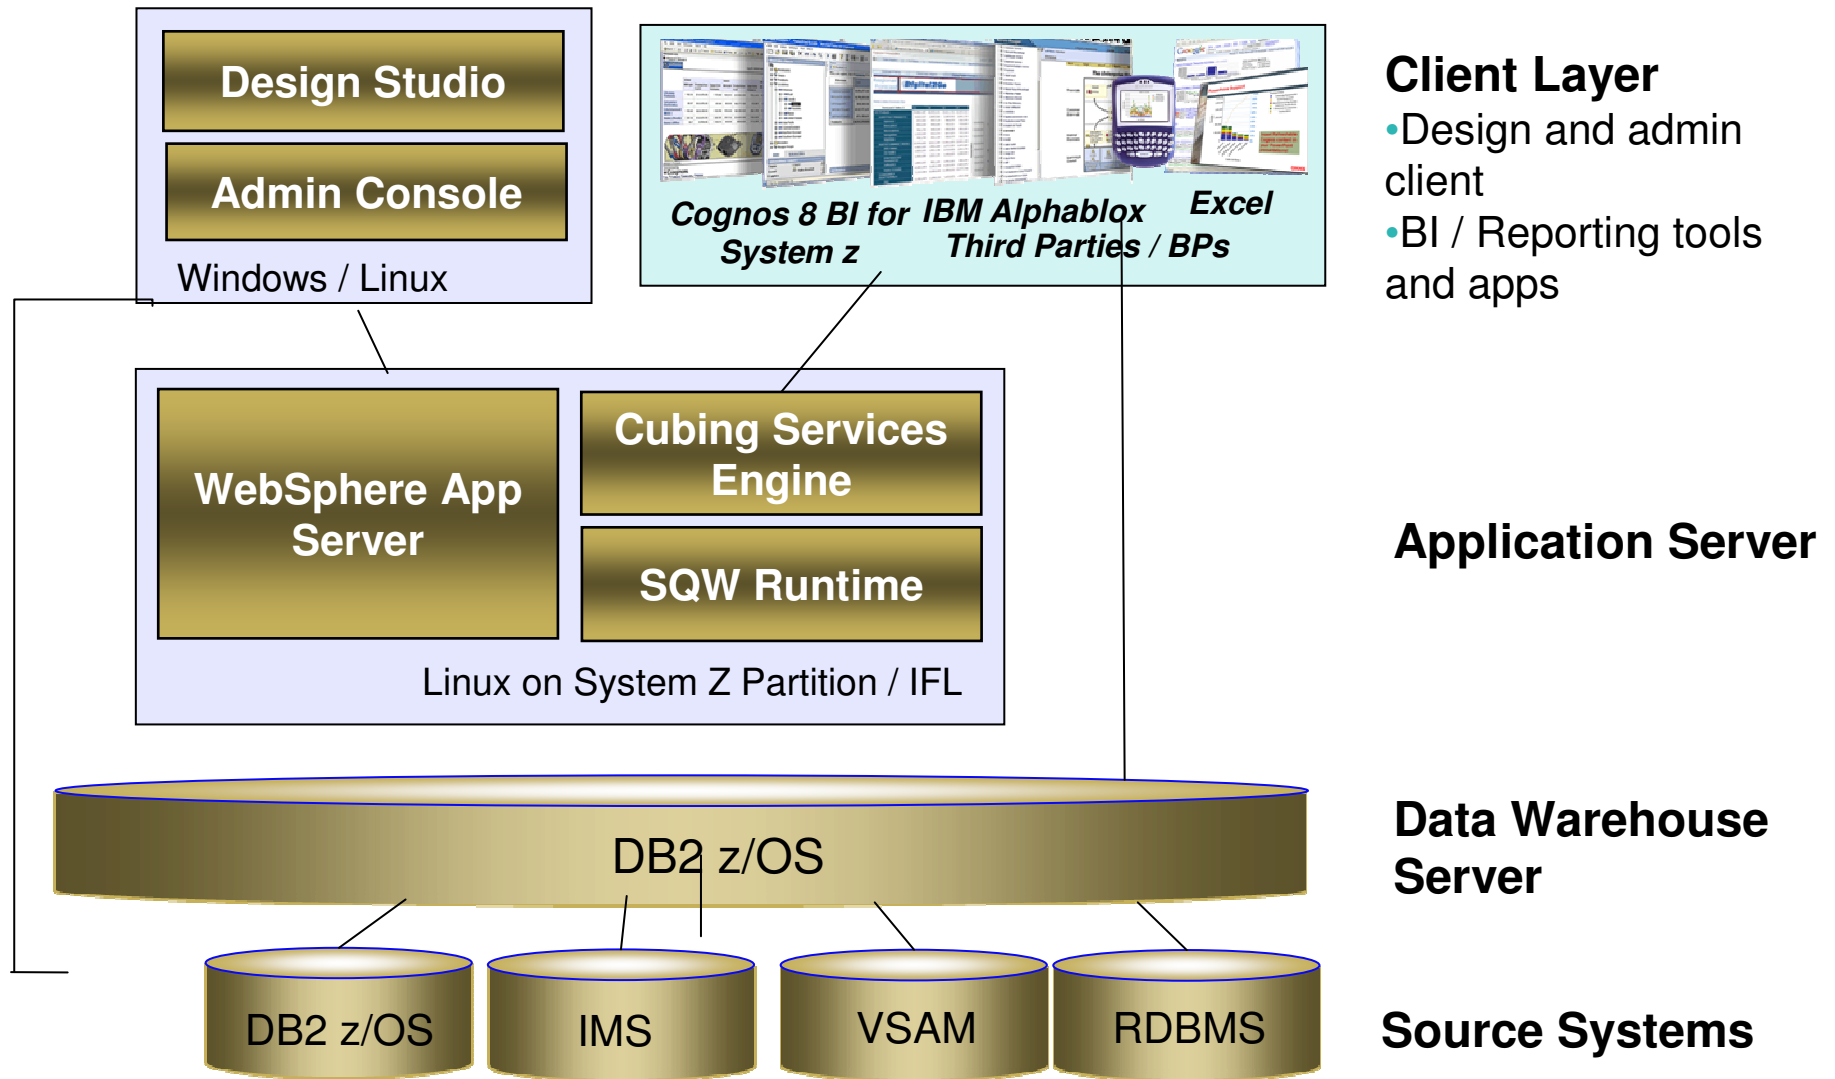 Design Studio
Admin Console
Windows / Linux
Cognos 8 BI for
System z
IBM Alphablox
Third Parties / BPs
Excel
Client Layer
•Design and admin
client
•BI / Reporting tools
and apps
WebSphere App
Server
Cubing Services
Engine
SQW Runtime
Linux on System Z Partition / IFL
Application Server
DB2 z/OS
Data Warehouse
Server
DB2 z/OS
IMS
VSAM
RDBMS
Source Systems